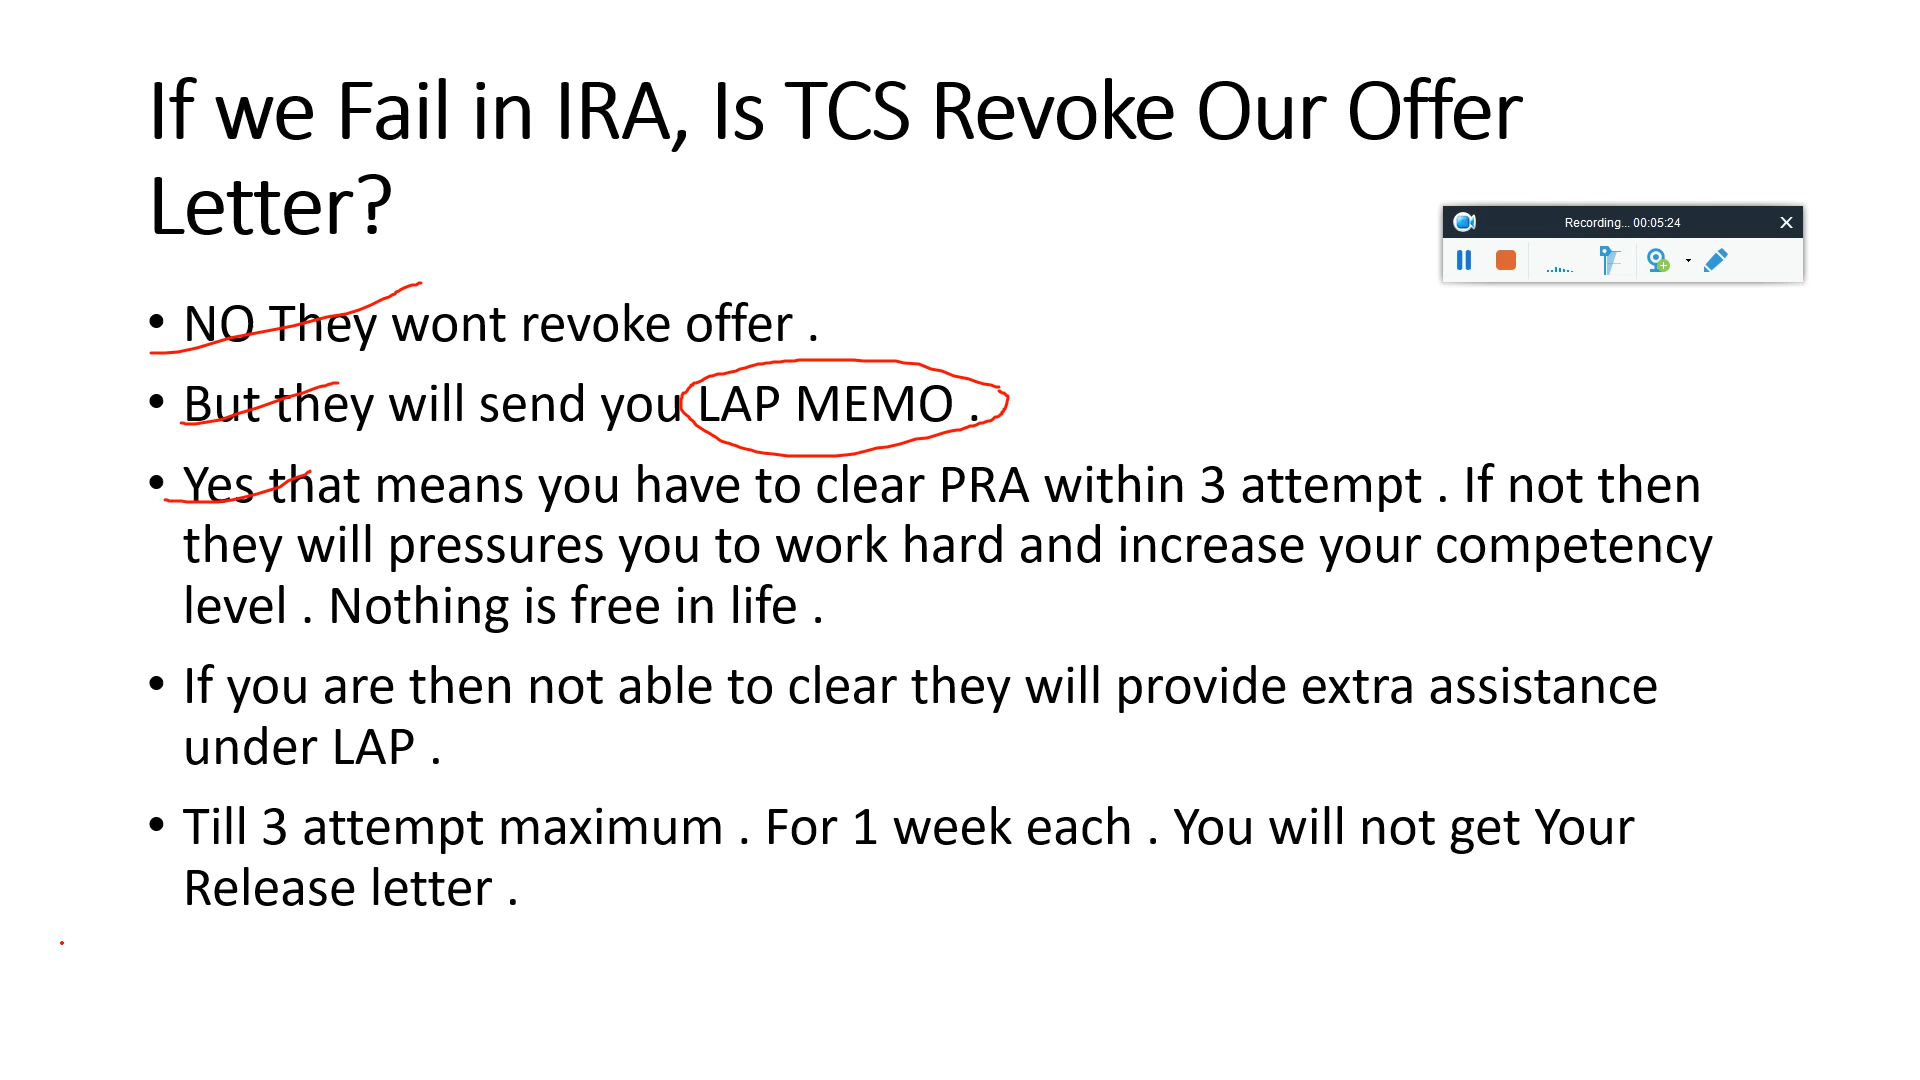 If we Fail in IRA, Is TCS Revoke Our Offer
Letter?
Recording... 00:05:24
• NO They wont revoke offer .
• But they will send you LAP MEMO .
• Yes that means you have to clear PRA within 3 attempt . If not then
they will pressures you to work hard and increase your competency
level . Nothing is free in life .
• If you are then not able to clear they will provide extra assistance
under LAP .
• Till 3 attempt maximum . For 1 week each . You will not get Your
Release letter .